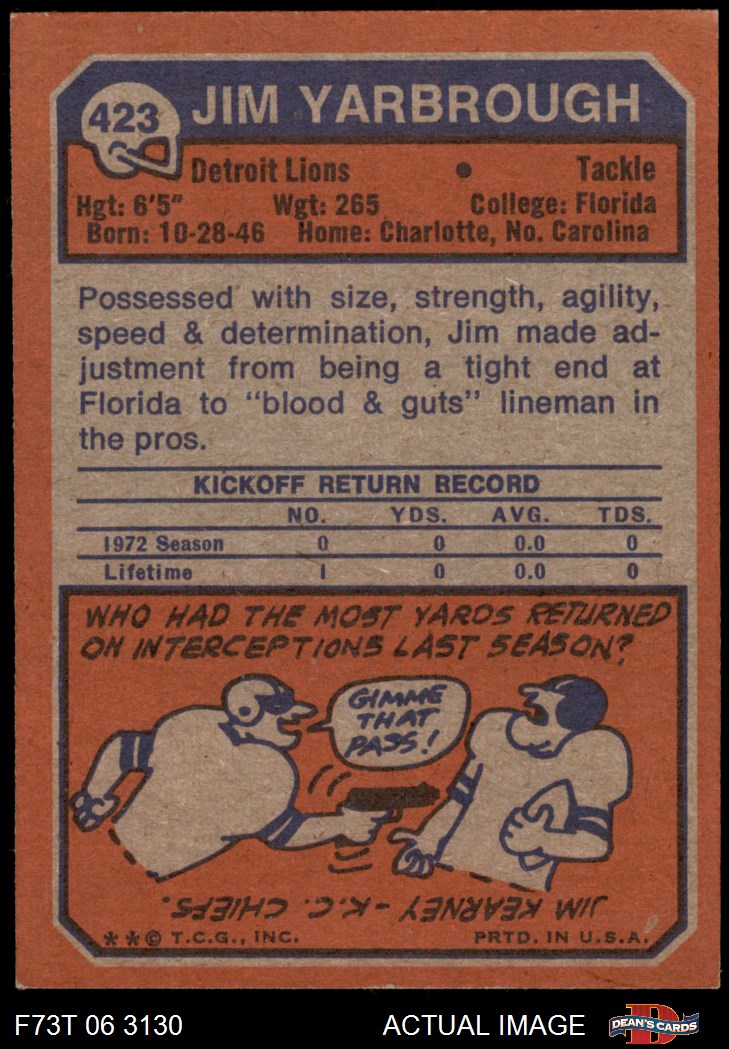 423
JIM YARBROUGH
Detroit Lions • Tackle
Hgt: 6'5" Wgt: 265 College: Florida
Born: 10-28-46 Home: Charlotte, No. Carolina
Possessed with size, strength, agility,
speed & determination, Jim made ad-
justment from being a tight end at
Florida to "blood & guts" lineman in
the pros.
KICKOFF RETURN RECORD
NO. YDS. AVG. TDS.
1972 Season 0 0 0.0 0
Lifetime 1 0 0.0 0
WHO HAD THE MOST YARDS RETURNED
ON INTERCEPTIONS LAST SEASON?
GIMME
THAT
PASS!
JIM KEARNEY - K.C. CHIEFS.
**© T.C.G., INC. PRTD. IN U.S.A.
F73T 06 3130 ACTUAL IMAGE
DEAN'S CARDS